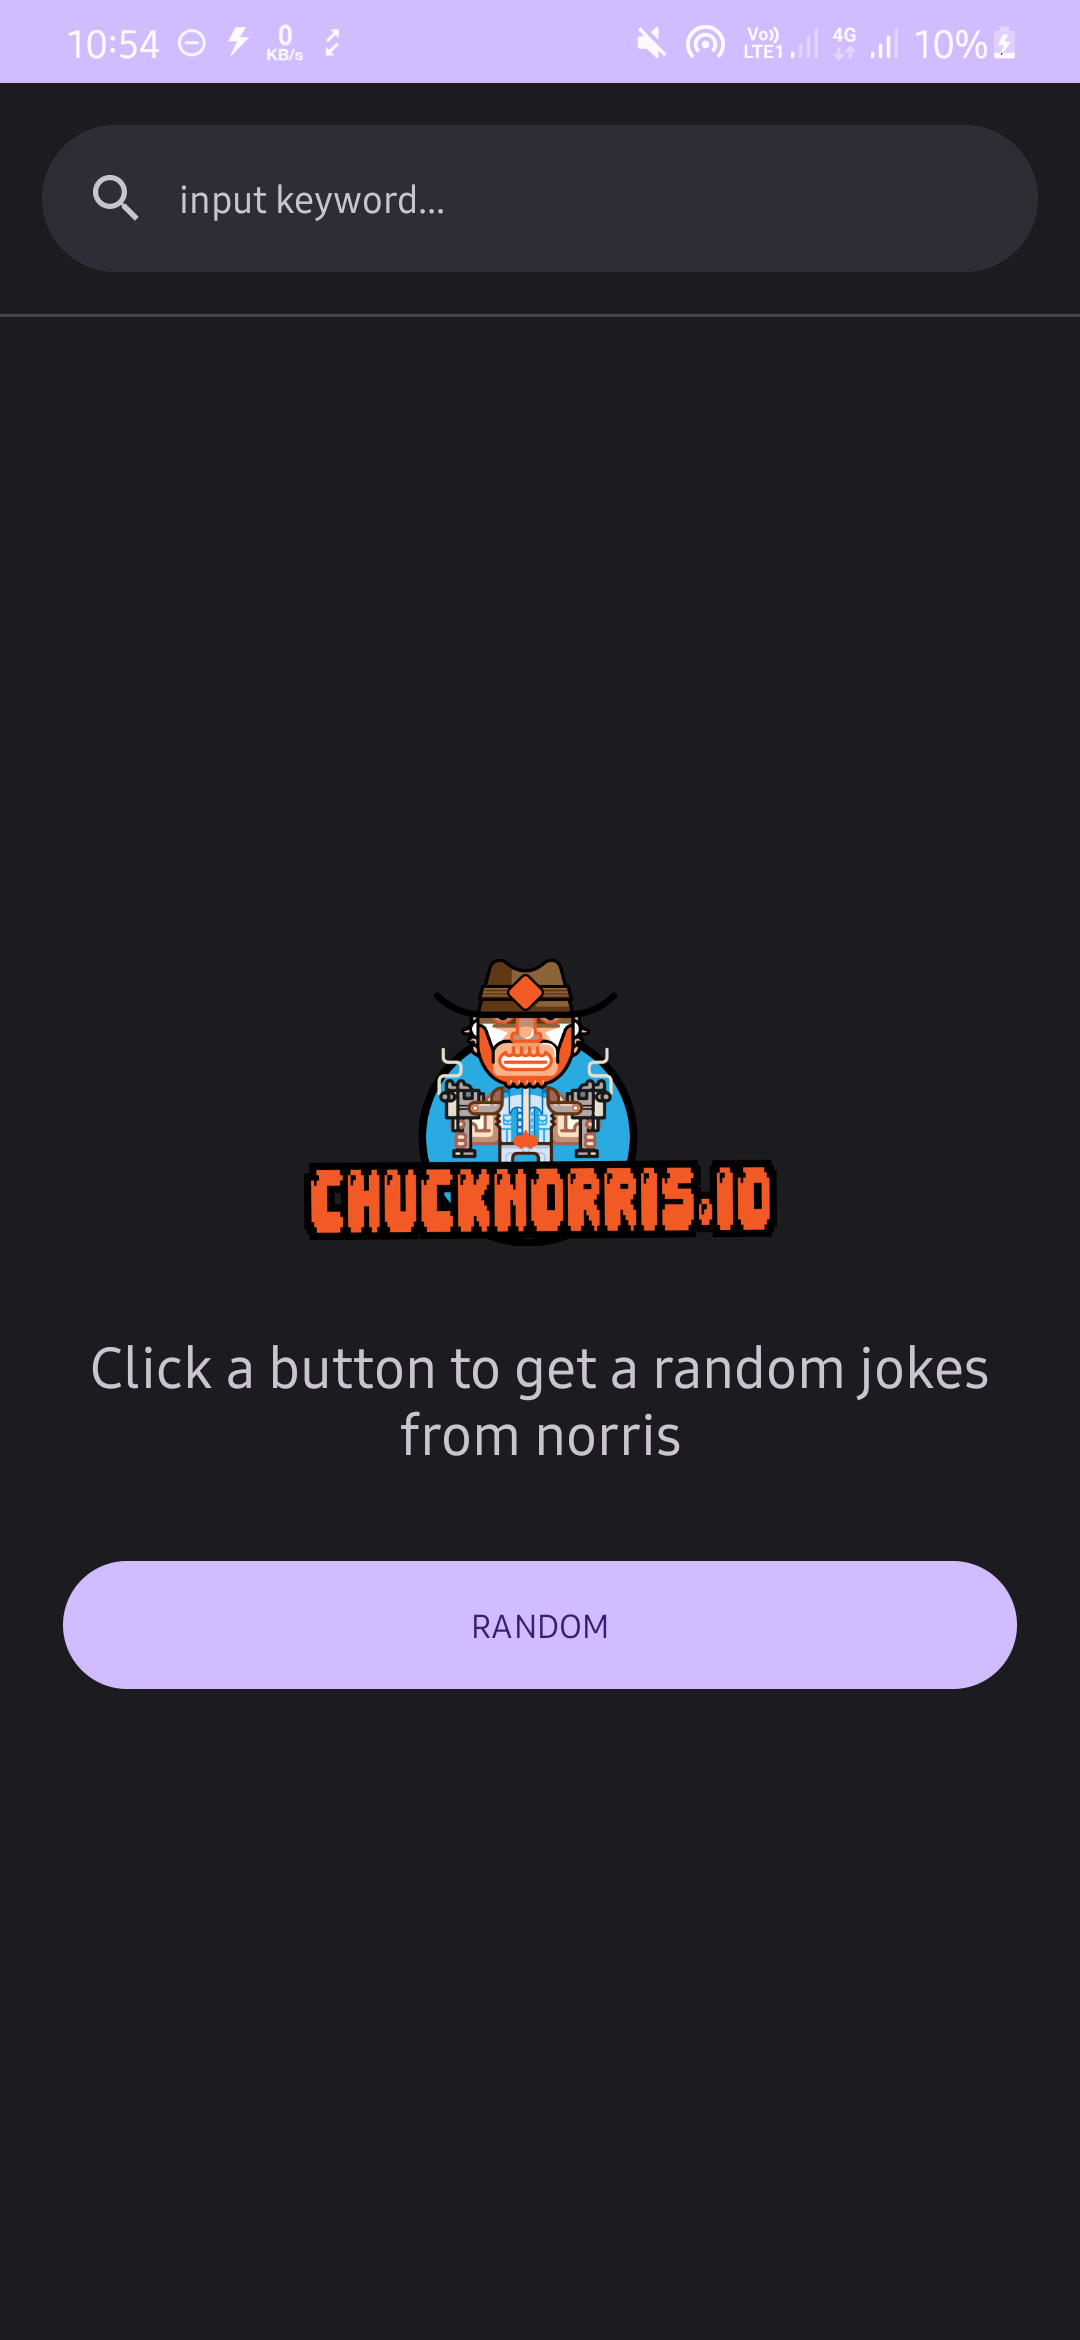 10:54 0 KB/s Vo)) LTE1 4G 10%
input keyword...
CHUCKNORRIS.IO
Click a button to get a random jokes
from norris
RANDOM